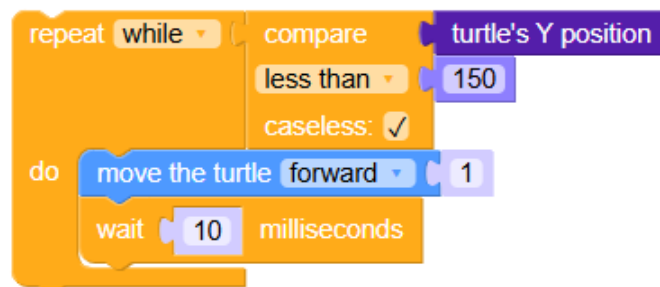 repeat while compare turtle's Y position
less than 150
caseless: ✓
do move the turtle forward 1
wait 10 milliseconds